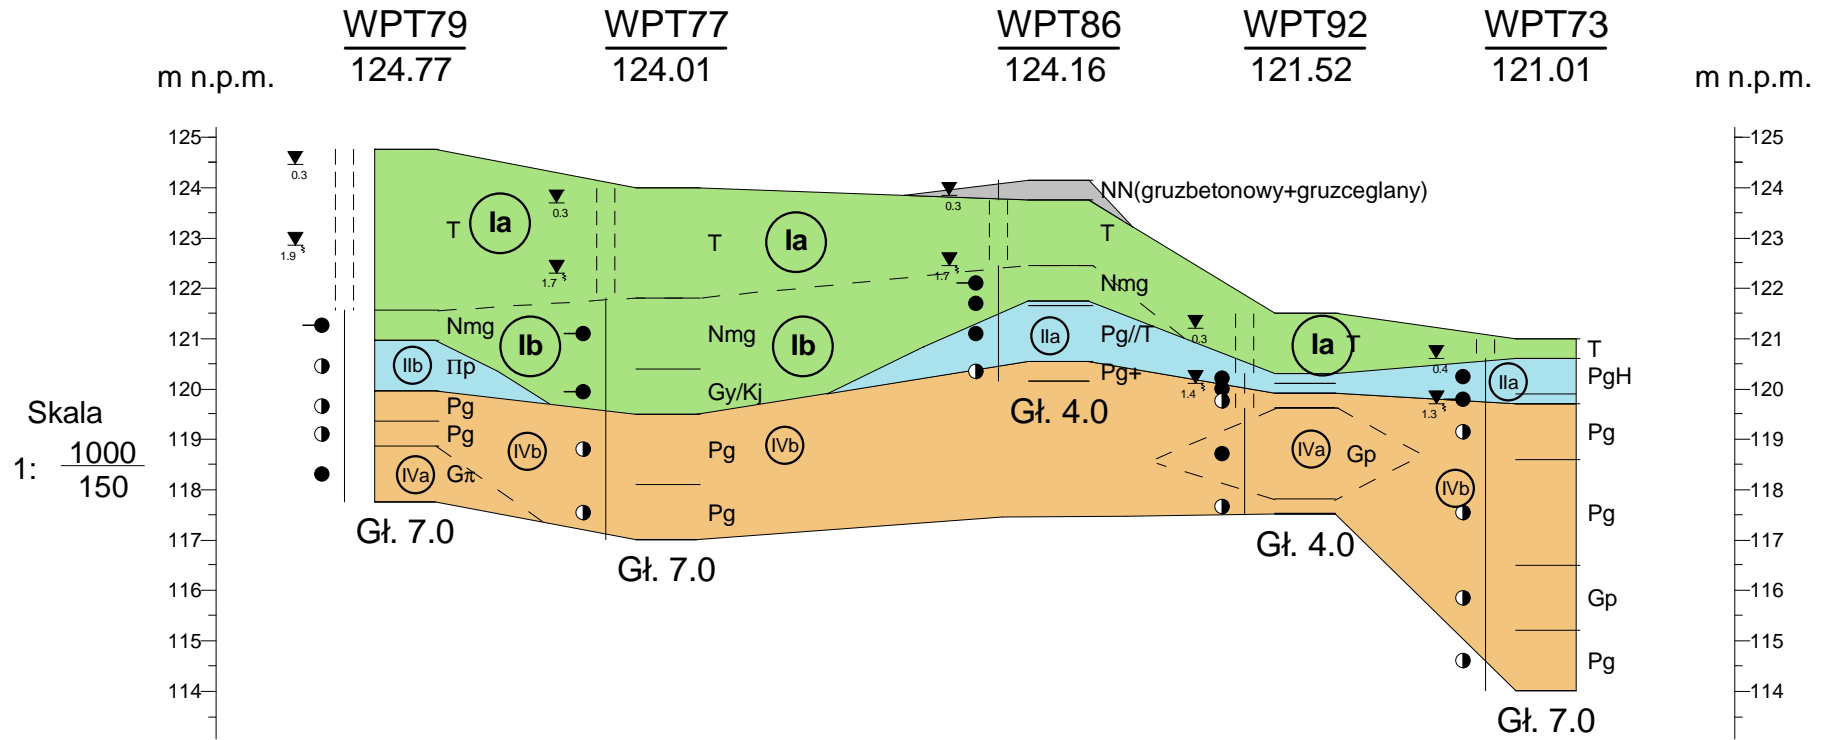 WPT79 WPT77 WPT86 WPT92 WPT73
124.77 124.01 124.16 121.52 121.01
m n.p.m. m n.p.m.
125 125
124 NN(gruzbetonowy+gruzceglany) 124
0.3 0.3 0.3
T Ia T Ia T
123 123
1.9 1.7 1.7
122 Nmg 122
Nmg Ib Nmg Ib IIa Pg//T 0.3 Ia T
121 121
IIb Πp Pg+ 0.4 T
IIa PgH
120 Gy/Kj 1.4 120
Gł. 4.0 1.3
Pg
Skala
119 Pg IVb Pg IVb IVa Gp Pg 119
1: 1000
150
IVa Gπ IVb
118 118
Gł. 7.0 Pg Gł. 4.0 Pg
117 117
Gł. 7.0
116 116
Gp
115 115
Pg
114 114
Gł. 7.0